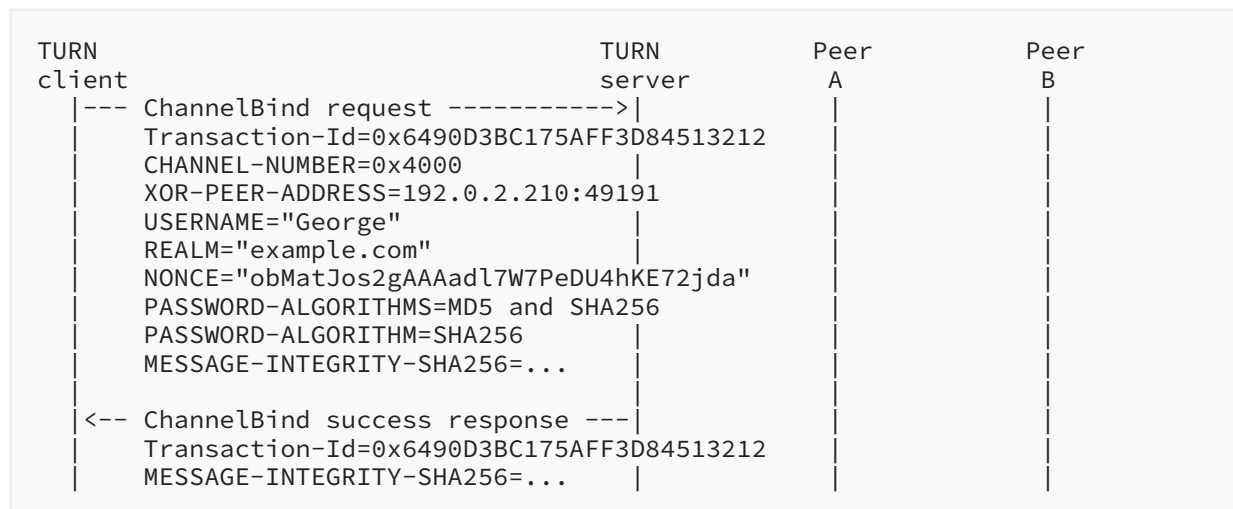 TURN                                 TURN          Peer          Peer
client                               server         A             B
  |--- ChannelBind request ----------->|            |             |
  |    Transaction-Id=0x6490D3BC175AFF3D84513212    |             |
  |    CHANNEL-NUMBER=0x4000           |            |             |
  |    XOR-PEER-ADDRESS=192.0.2.210:49191           |             |
  |    USERNAME="George"               |            |             |
  |    REALM="example.com"             |            |             |
  |    NONCE="obMatJos2gAAAadl7W7PeDU4hKE72jda"     |             |
  |    PASSWORD-ALGORITHMS=MD5 and SHA256           |             |
  |    PASSWORD-ALGORITHM=SHA256       |            |             |
  |    MESSAGE-INTEGRITY-SHA256=...    |            |             |
  |                                    |            |             |
  |<-- ChannelBind success response ---|            |             |
  |    Transaction-Id=0x6490D3BC175AFF3D84513212    |             |
  |    MESSAGE-INTEGRITY-SHA256=...    |            |             |